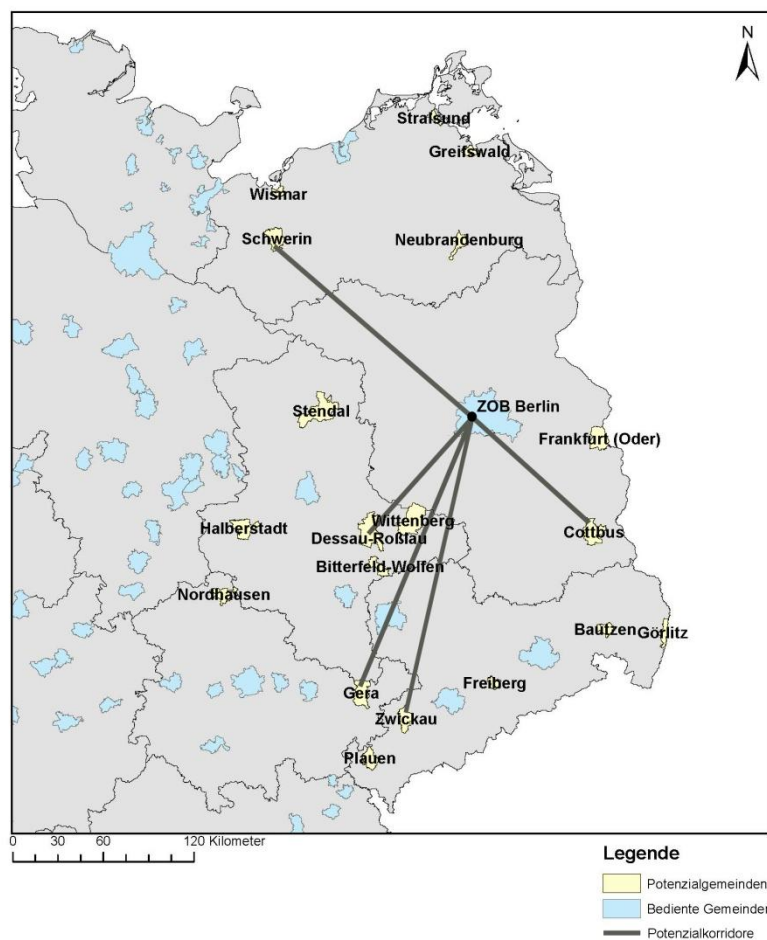 N
Stralsund
Greifswald
Wismar
Schwerin
Neubrandenburg
Stendal
ZOB Berlin
Frankfurt (Oder)
Halberstadt
Wittenberg
Dessau-Roßlau
Cottbus
Bitterfeld-Wolfen
Nordhausen
Bautzen
Görlitz
Freiberg
Gera
Zwickau
Plauen
0 30 60 120 Kilometer
Legende
Potenzialgemeinden
Bediente Gemeinden
Potenzialkorridore